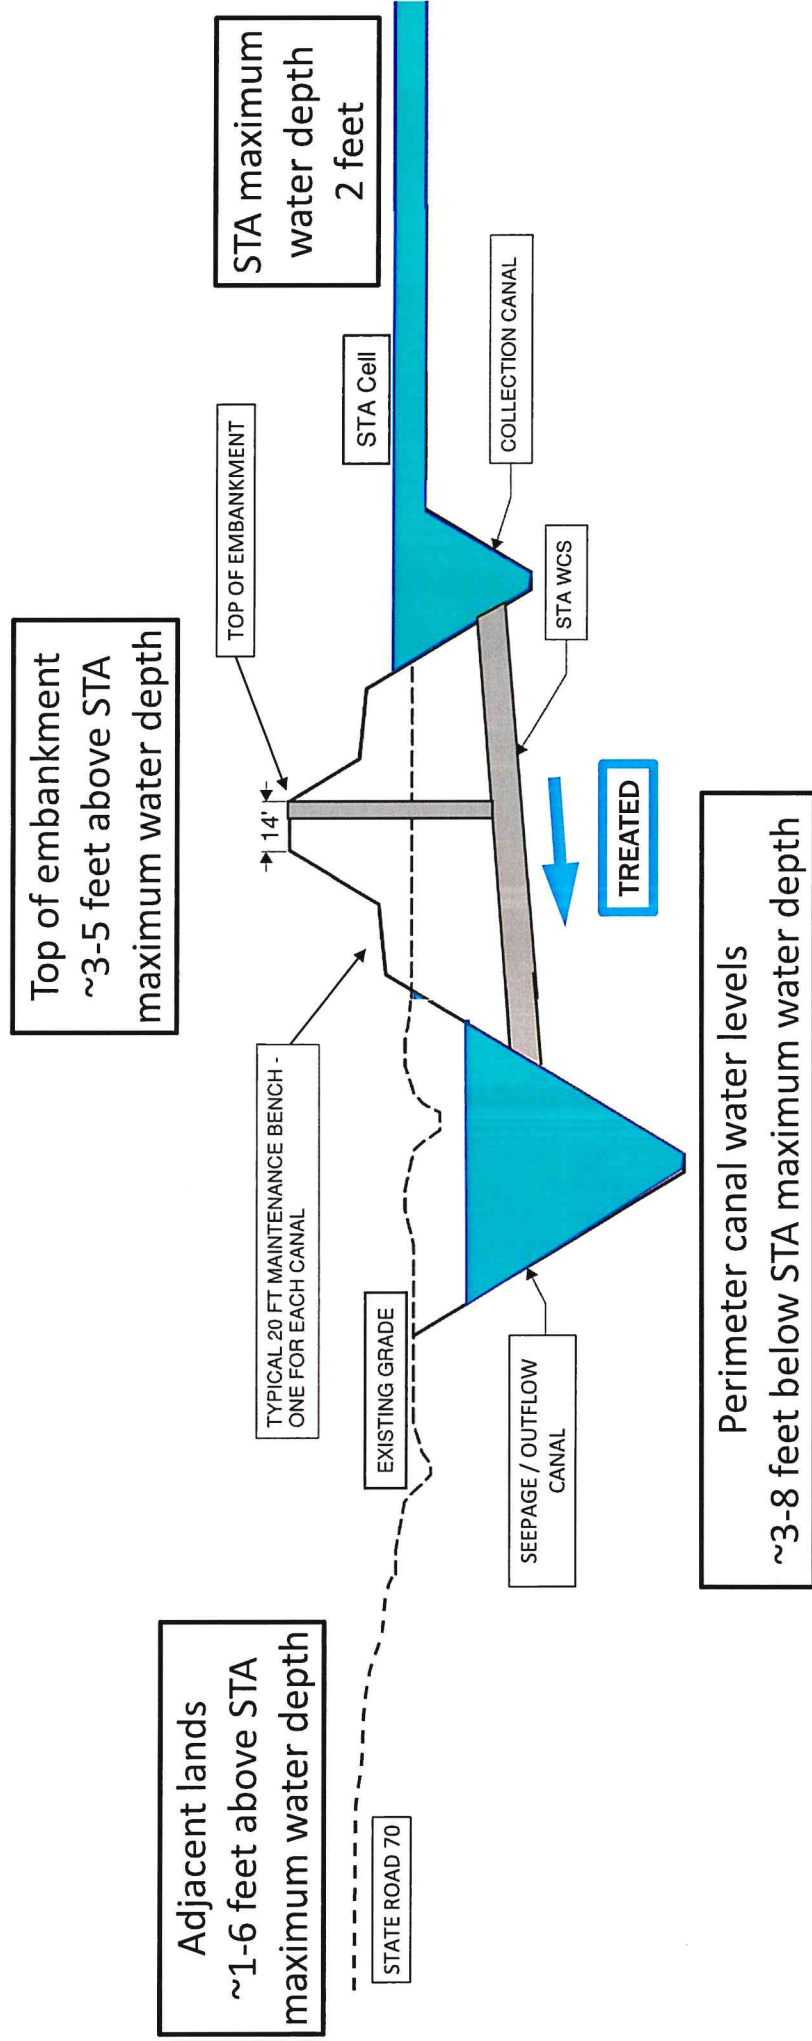 Top of embankment
~3-5 feet above STA
maximum water depth
STA maximum
water depth
2 feet
Adjacent lands
~1-6 feet above STA
maximum water depth
TOP OF EMBANKMENT
14'
STA Cell
TYPICAL 20 FT MAINTENANCE BENCH -
ONE FOR EACH CANAL
EXISTING GRADE
STATE ROAD 70
COLLECTION CANAL
STA WCS
SEEPAGE / OUTFLOW
CANAL
TREATED
Perimeter canal water levels
~3-8 feet below STA maximum water depth